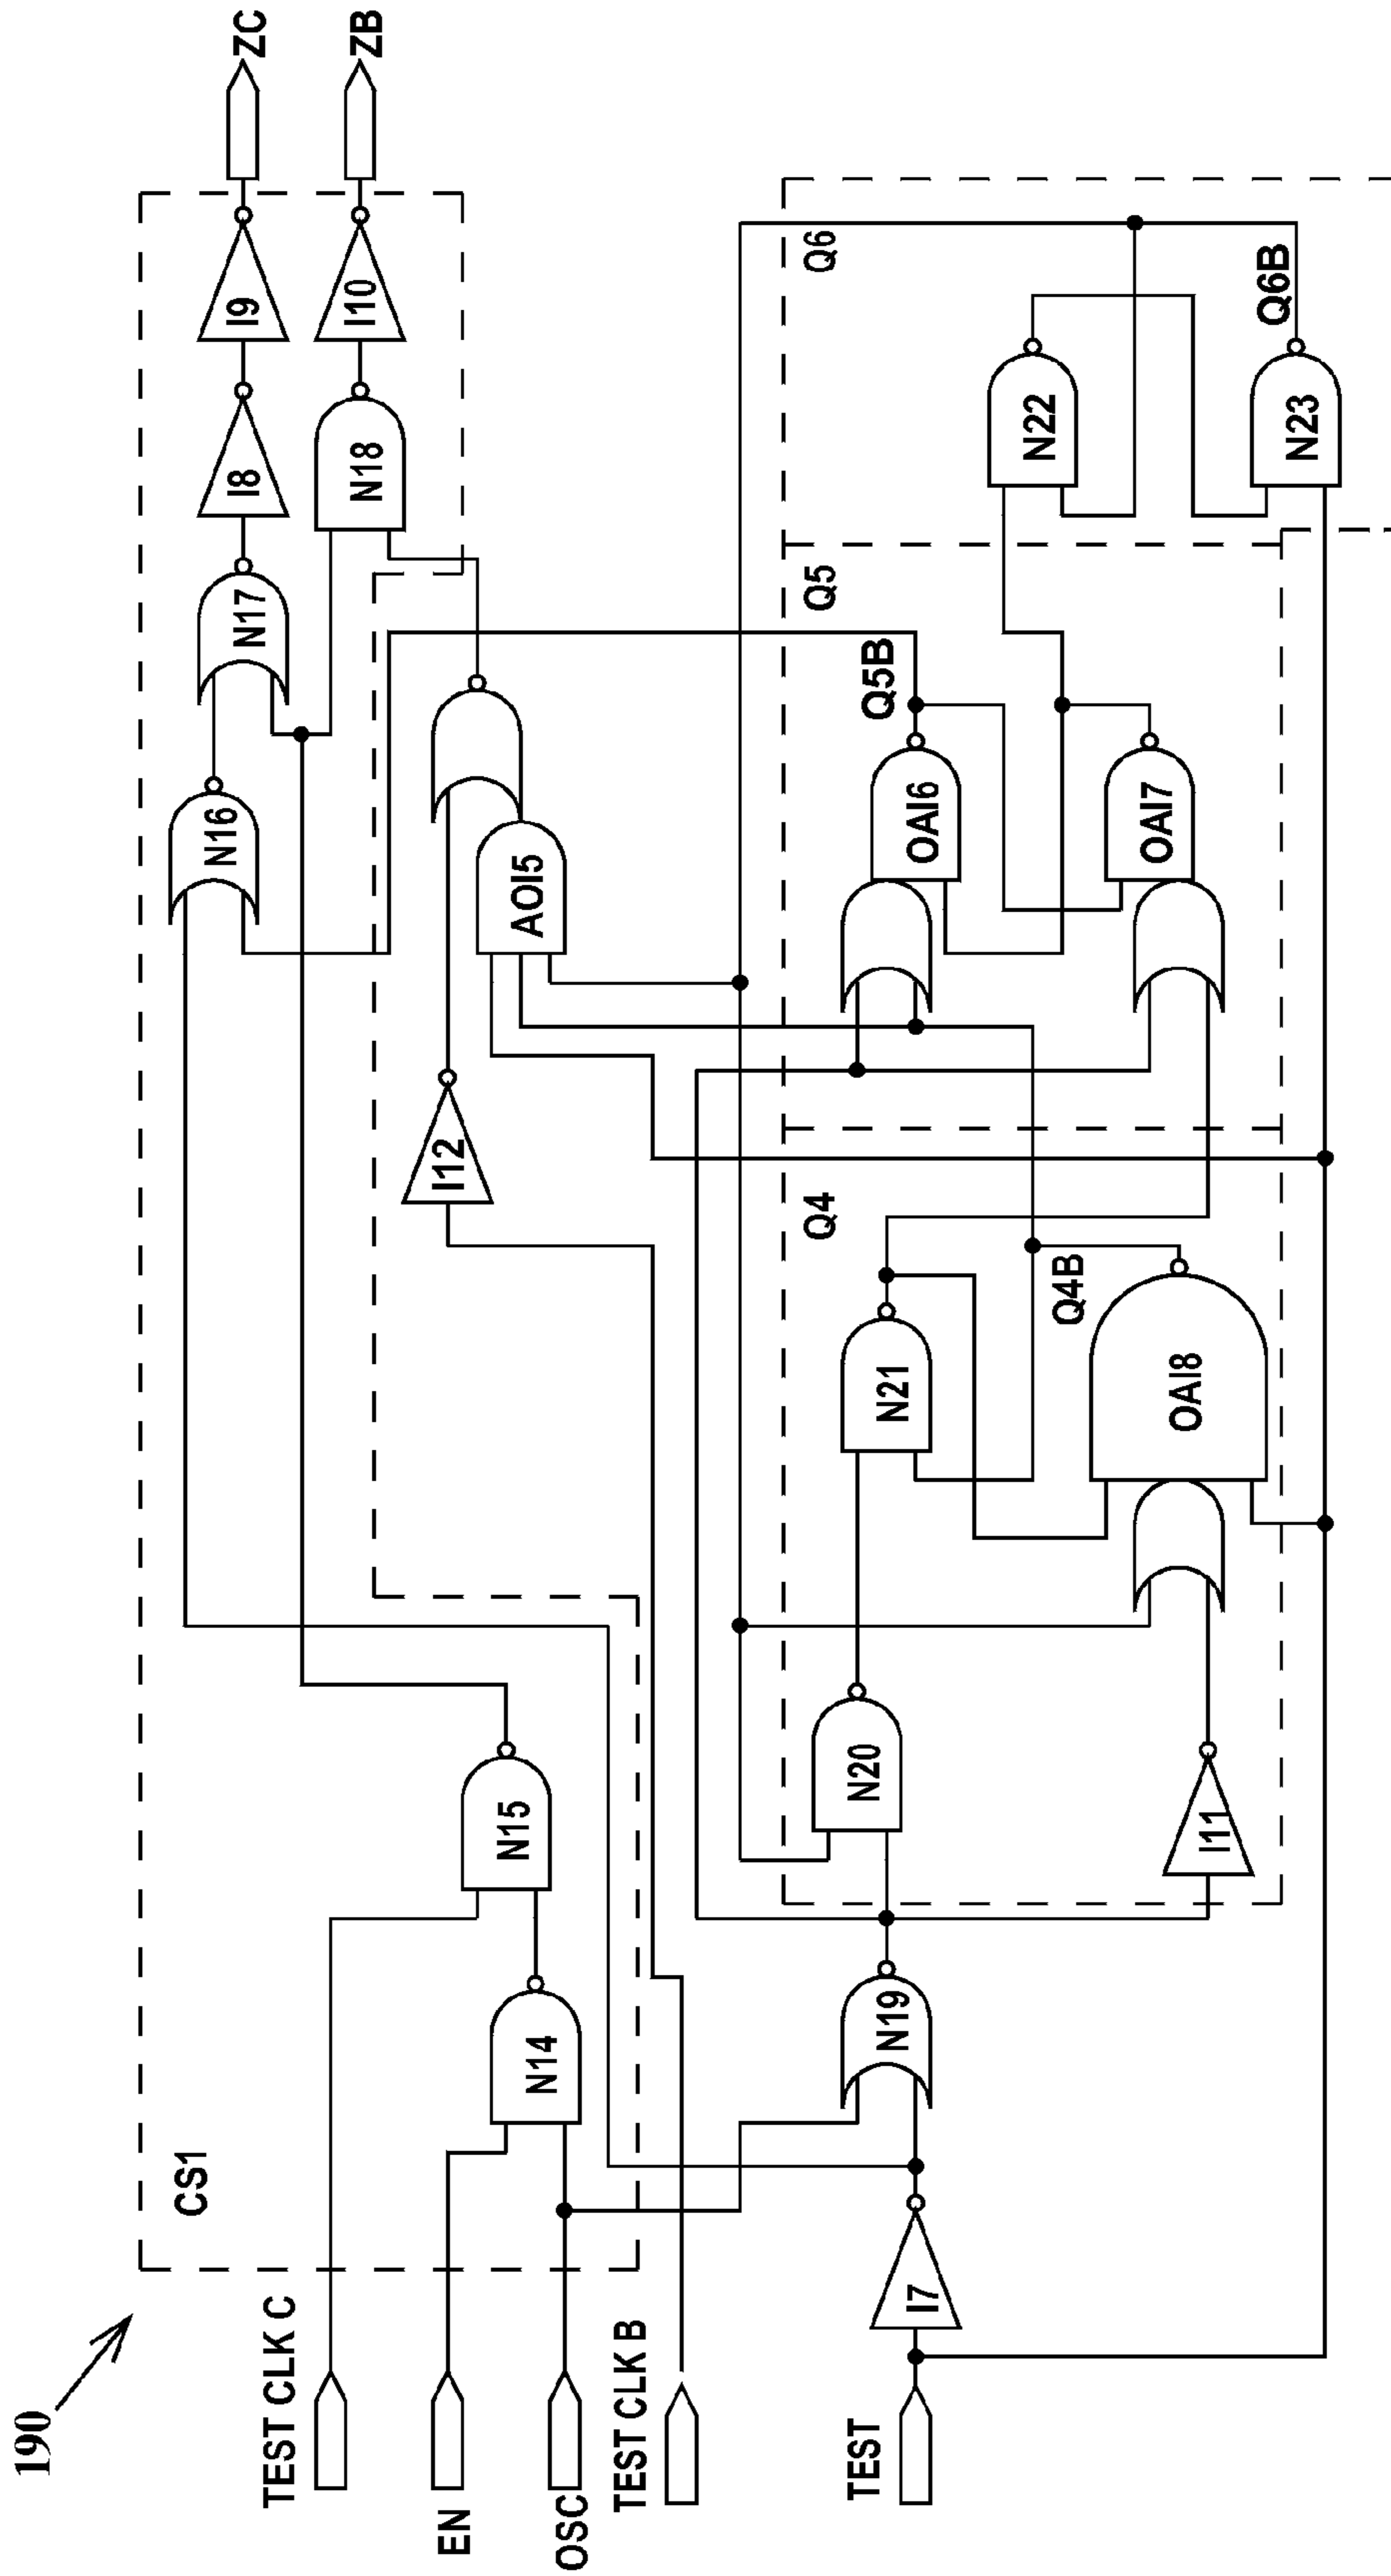 190
CS1
TEST CLK C
EN
OSC
TEST CLK B
TEST
I7
N14
N15
N16
N17
I8
I9
ZC
N18
I10
ZB
I12
AOI5
N19
N20
N21
I11
OAI8
Q4B
Q4
OAI6
OAI7
Q5B
Q5
N22
N23
Q6B
Q6